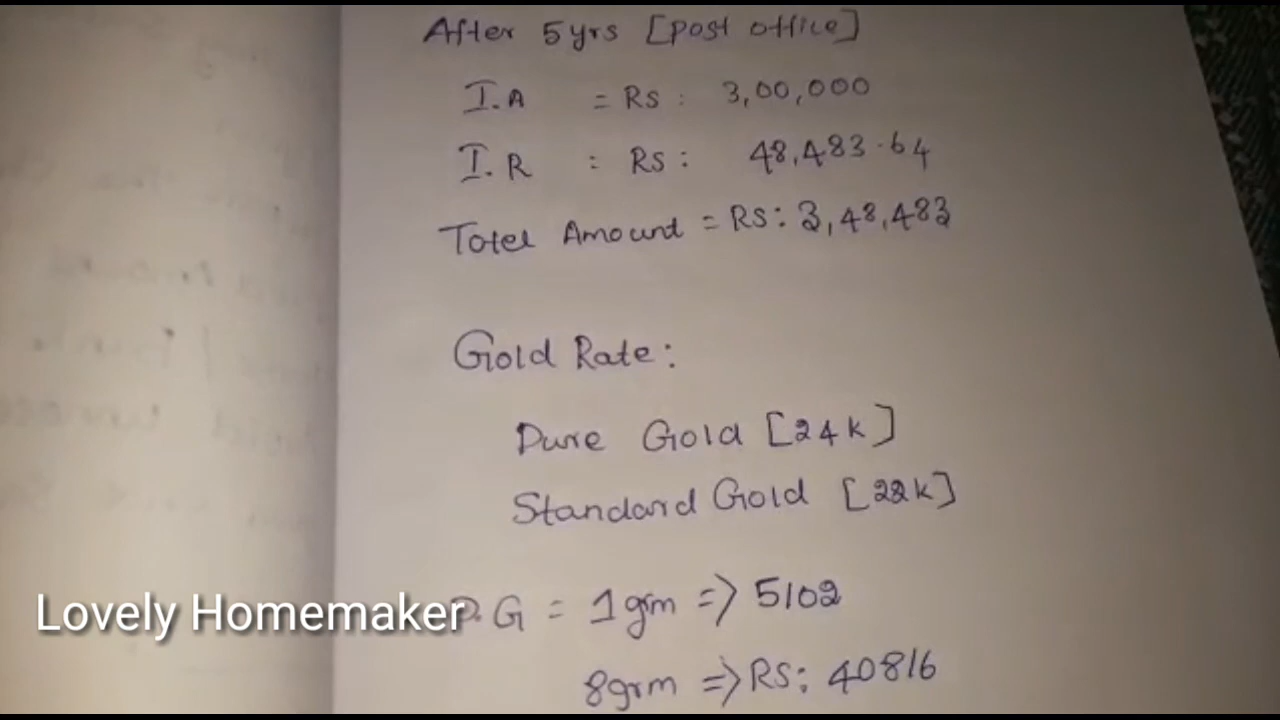 After 5yrs [post office]
I.A = Rs : 3,00,000
I.R : Rs : 48,483.64
Totel Amount = RS: 3,48,483
Gold Rate:
Pure Gold [24k]
Standard Gold [22k]
P.G = 1grm => 5102
8grm => RS: 40816
Lovely Homemaker